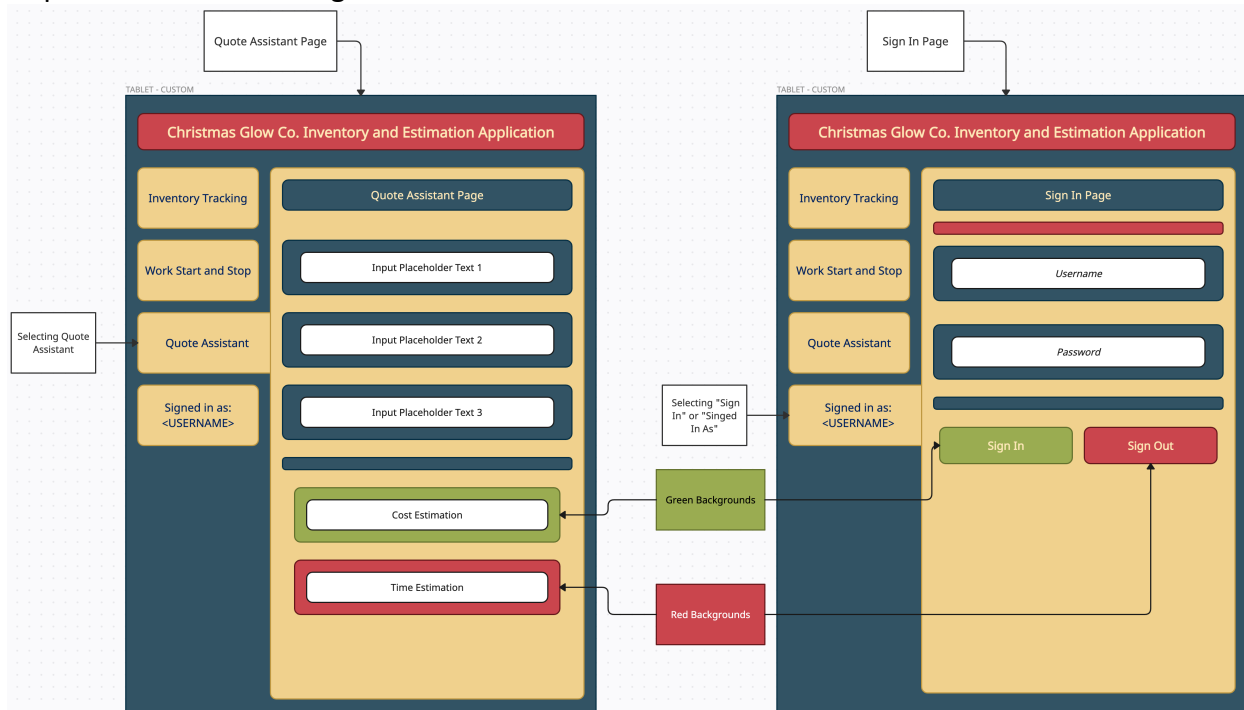 Quote Assistant Page
Sign In Page
TABLET - CUSTOM
TABLET - CUSTOM
Christmas Glow Co. Inventory and Estimation Application
Inventory Tracking
Work Start and Stop
Quote Assistant
Signed in as:
<USERNAME>
Quote Assistant Page
Input Placeholder Text 1
Input Placeholder Text 2
Input Placeholder Text 3
Cost Estimation
Time Estimation
Selecting Quote
Assistant
Green Backgrounds
Red Backgrounds
Selecting "Sign
In" or "Singed
In As"
Christmas Glow Co. Inventory and Estimation Application
Inventory Tracking
Work Start and Stop
Quote Assistant
Signed in as:
<USERNAME>
Sign In Page
Username
Password
Sign In
Sign Out